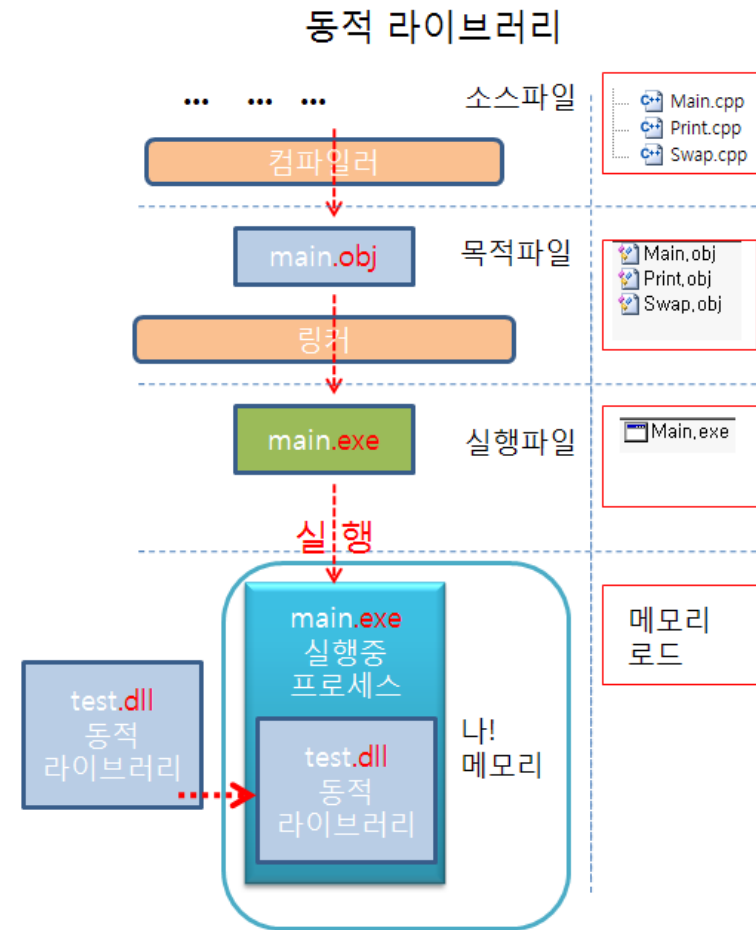 동적 라이브러리
... ... ...
소스파일
Main.cpp
Print.cpp
Swap.cpp
컴파일러
main.obj
목적파일
Main.obj
Print.obj
Swap.obj
링커
main.exe
실행파일
Main.exe
실행
main.exe
실행중
프로세스
메모리
로드
test.dll
동적
라이브러리
test.dll
동적
라이브러리
나!
메모리